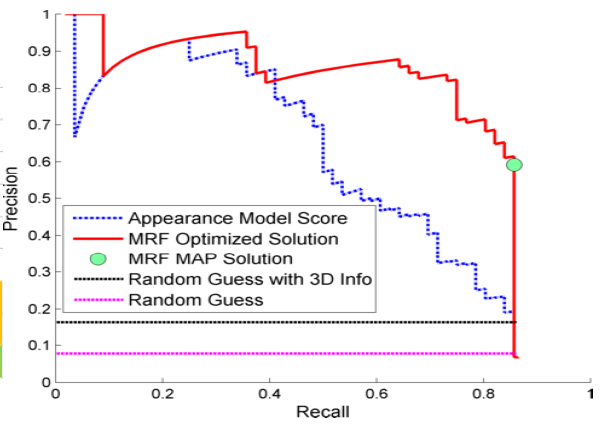 1
0.9
0.8
0.7
0.6
0.5
0.4
0.3
0.2
0.1
0
Precision
Appearance Model Score
MRF Optimized Solution
MRF MAP Solution
Random Guess with 3D Info
Random Guess
0 0.2 0.4 0.6 0.8 1
Recall